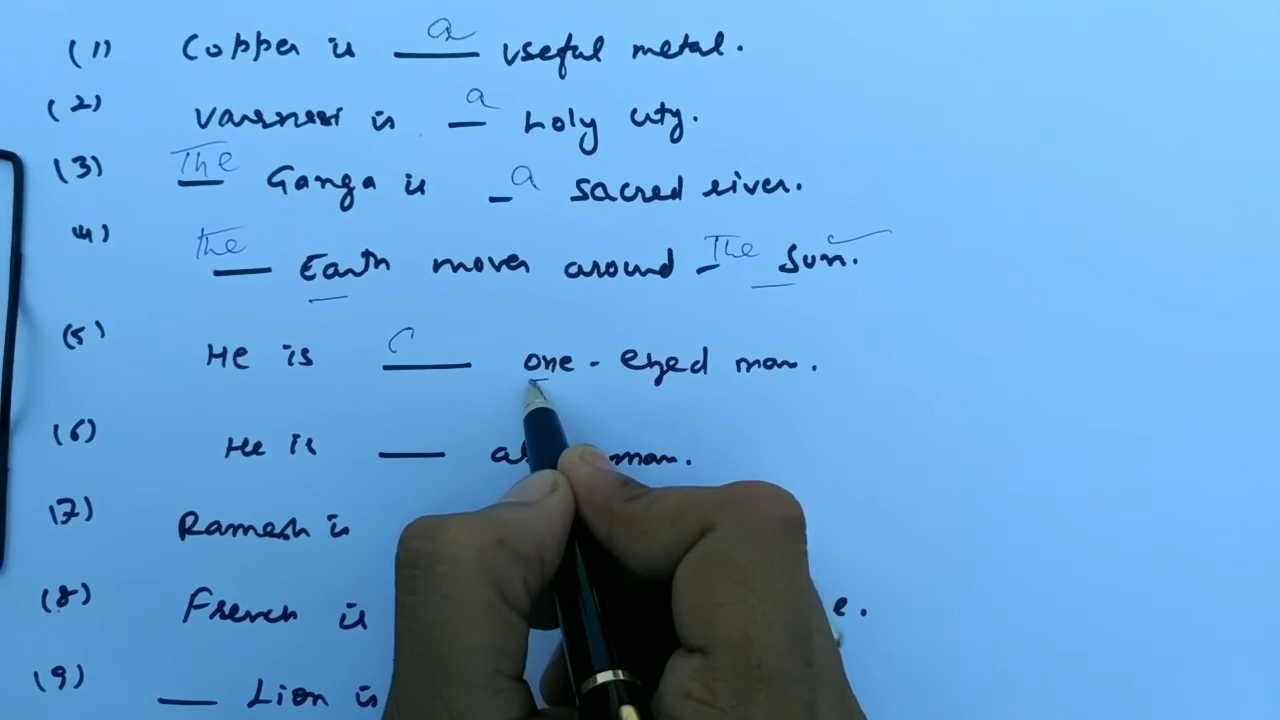 (1) Copper is a useful metal.
(2) is a Holy city.
(3) The Ganga is a sacred river.
(4) the Earth moves around The Sun.
(5) He is one-eyed man.
(6) He is man.
(7) Ramesh is
(8) French is e.
(9) Lion is